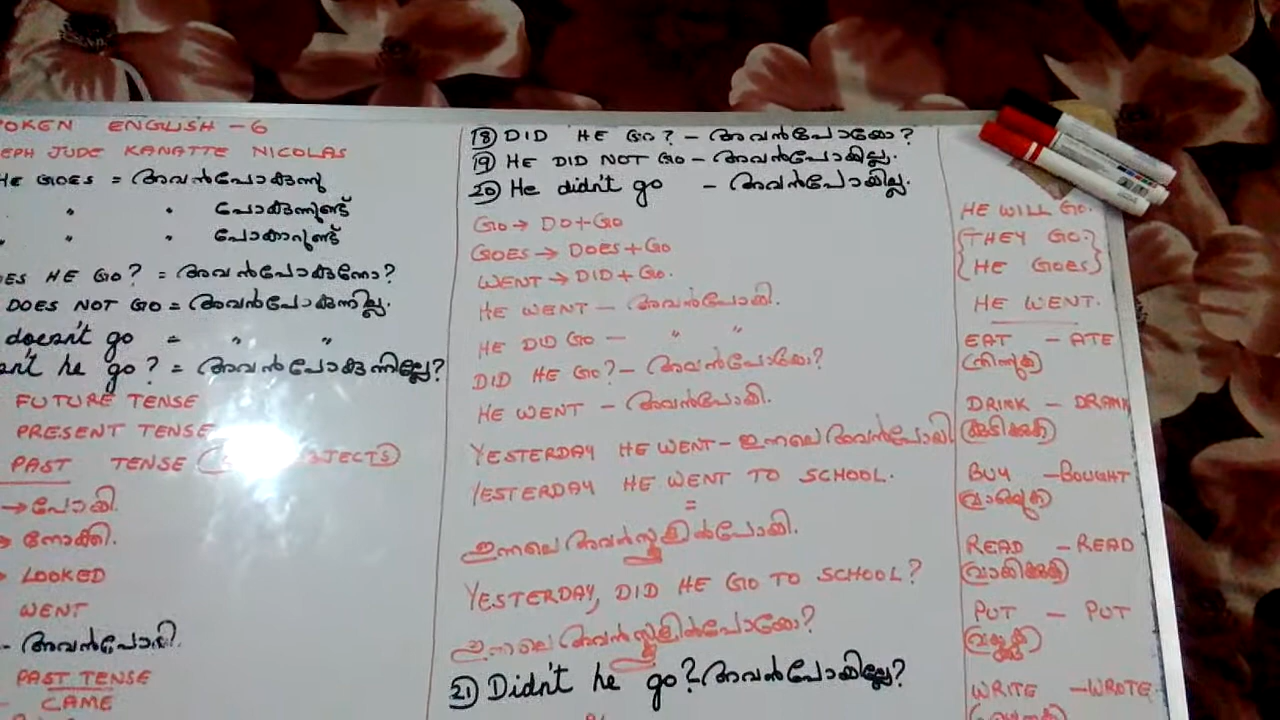 OKEN ENGLISH - 6
EPH JUDE KANATTE NICOLAS
HE GOES = അവൻപോകുന്നു
" " പോകുന്നുണ്ട്
" " പോകാറുണ്ട്
ES HE GO? = അവൻപോകുന്നോ?
DOES NOT GO = അവൻപോകുന്നില്ല.
doesn't go = " "
n't he go? = അവൻപോകുന്നില്ലേ?
FUTURE TENSE
PRESENT TENSE
PAST TENSE
→ പോകി.
നോക്കി.
LOOKED
WENT
- അവൻപോകി.
PAST TENSE
CAME
18 DID HE GO? - അവൻപോയോ?
19 HE DID NOT GO - അവൻപോയില്ല.
20 He didn't go - അവൻപോയില്ല.
GO → DO+GO
GOES → DOES+GO
WENT → DID+GO.
HE WENT - അവൻപോകി.
HE DID GO - " "
DID HE GO? - അവൻപോയോ?
HE WENT - അവൻപോകി.
YESTERDAY HE WENT - ഇന്നലെ അവൻപോയി
YESTERDAY HE WENT TO SCHOOL.
=
ഇന്നലെ അവൻസ്കൂളിൽപോകി.
YESTERDAY, DID HE GO TO SCHOOL?
ഇന്നലെ അവൻസ്കൂളിൽപോയോ?
21 Didn't he go? - അവൻപോയില്ലേ?
HE WILL GO.
{THEY GO.}
{HE GOES}
HE WENT.
EAT - ATE
(തിന്നുക)
DRINK - DRANK
(കുടിക്കുക)
BUY - BOUGHT
(വാങ്ങുക)
READ - READ
(വായിക്കുക)
PUT - PUT
WRITE - WROTE